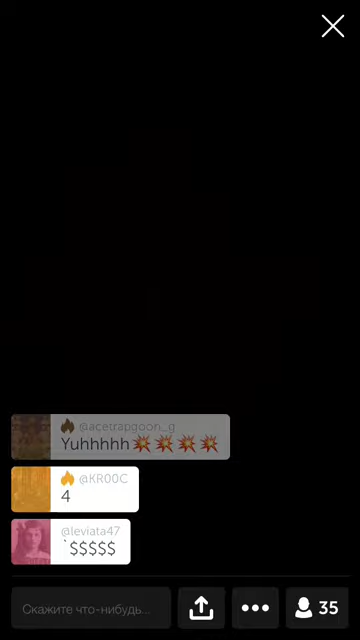 @acetrapgoon_g
Yuhhhhh💥💥💥💥
@KR00C
4
@leviata47
`$$$$$
Скажите что-нибудь...
35